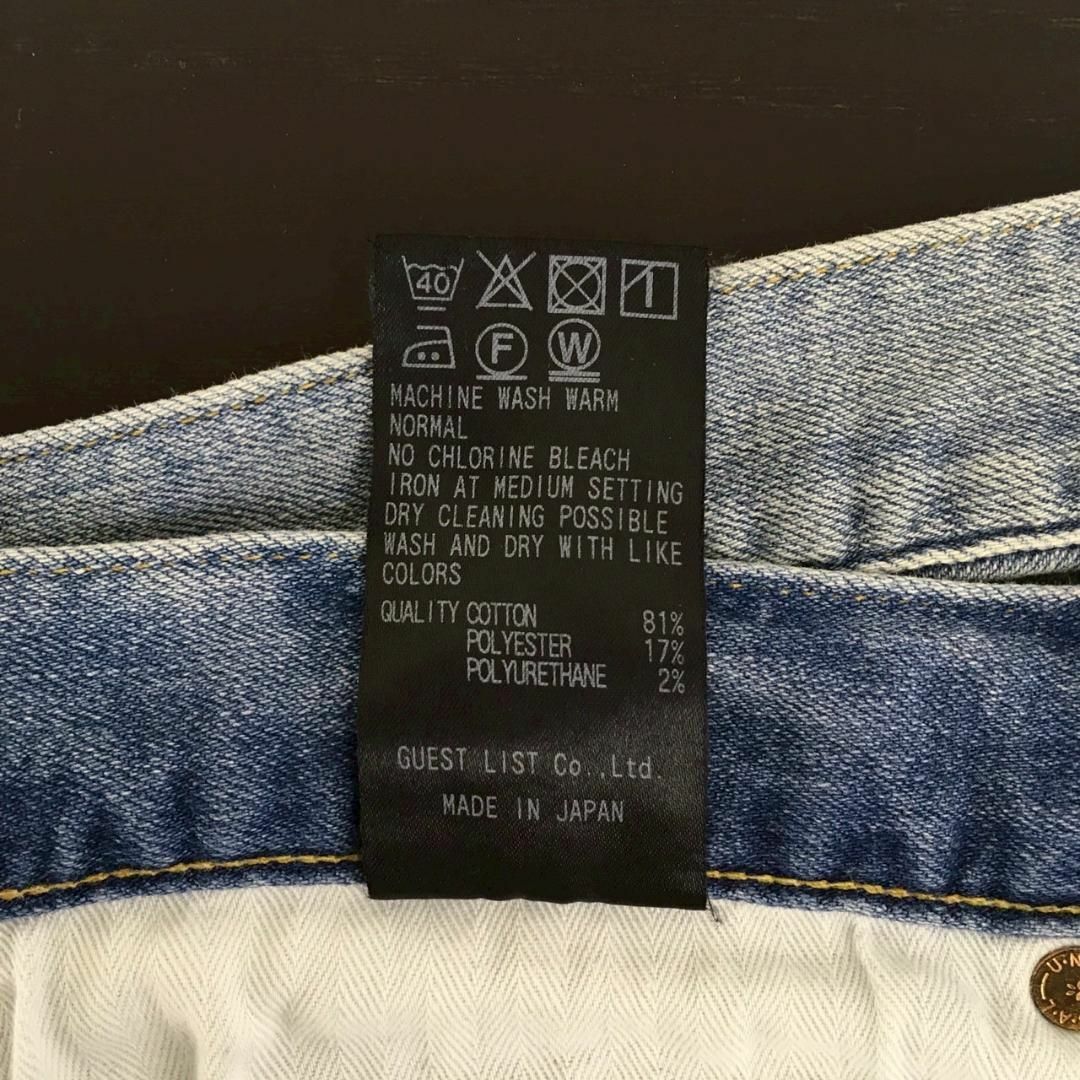 40
F W
MACHINE WASH WARM
NORMAL
NO CHLORINE BLEACH
IRON AT MEDIUM SETTING
DRY CLEANING POSSIBLE
WASH AND DRY WITH LIKE
COLORS
QUALITY COTTON 81%
POLYESTER 17%
POLYURETHANE 2%
GUEST LIST Co.,Ltd.
MADE IN JAPAN